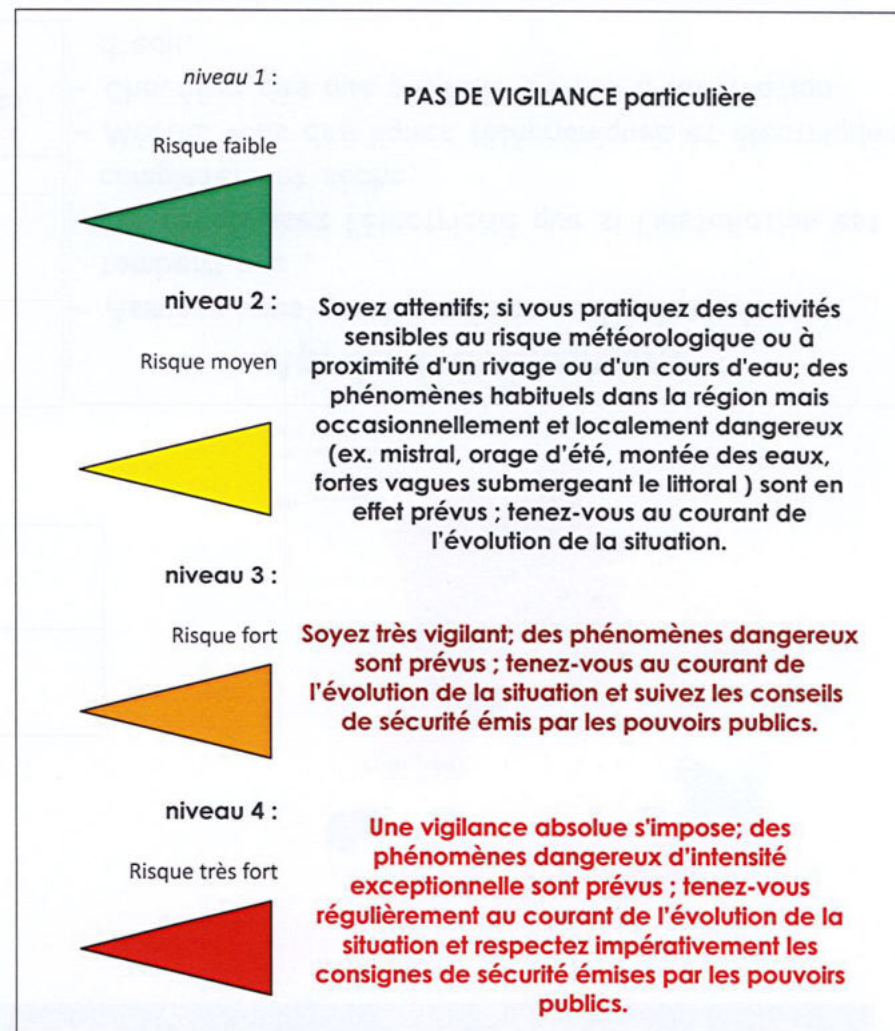 niveau 1 :
PAS DE VIGILANCE particulière
Risque faible
niveau 2 :
Risque moyen
Soyez attentifs; si vous pratiquez des activités
sensibles au risque météorologique ou à
proximité d'un rivage ou d'un cours d'eau; des
phénomènes habituels dans la région mais
occasionnellement et localement dangereux
(ex. mistral, orage d'été, montée des eaux,
fortes vagues submergeant le littoral ) sont en
effet prévus ; tenez-vous au courant de
l'évolution de la situation.
niveau 3 :
Risque fort
Soyez très vigilant; des phénomènes dangereux
sont prévus ; tenez-vous au courant de
l'évolution de la situation et suivez les conseils
de sécurité émis par les pouvoirs publics.
niveau 4 :
Risque très fort
Une vigilance absolue s'impose; des
phénomènes dangereux d'intensité
exceptionnelle sont prévus ; tenez-vous
régulièrement au courant de l'évolution de la
situation et respectez impérativement les
consignes de sécurité émises par les pouvoirs
publics.